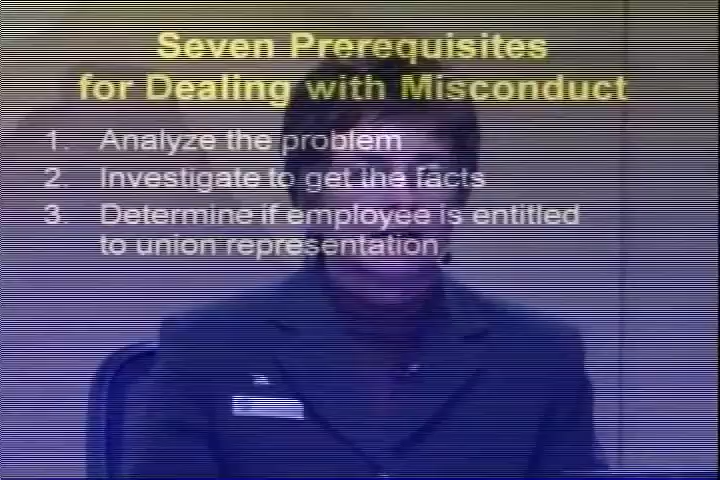 Seven Prerequisites
for Dealing with Misconduct
1. Analyze the problem
2. Investigate to get the facts
3. Determine if employee is entitled
to union representation